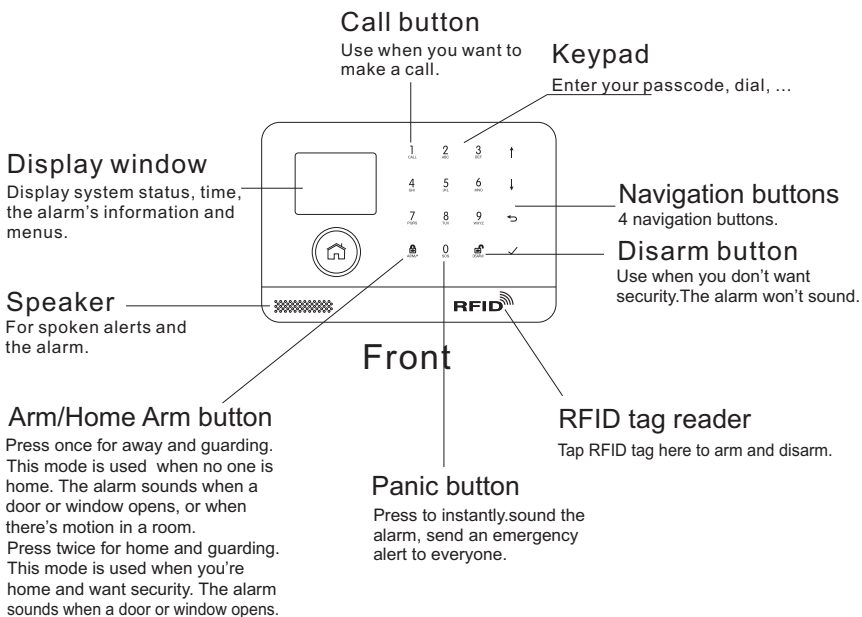 Call button
Use when you want to
make a call.
Keypad
Enter your passcode, dial, ...
Display window
Display system status, time,
the alarm's information and
menus.
1 2 3 ↑
CALL ABC DEF
4 5 6 ↓
GHI JKL MNO
7 8 9
PQRS TUV WXYZ
0
ARM/* SOS DISARM
Navigation buttons
4 navigation buttons.
Disarm button
Use when you don't want
security.The alarm won't sound.
Speaker
For spoken alerts and
the alarm.
RFID
Front
Arm/Home Arm button
Press once for away and guarding.
This mode is used when no one is
home. The alarm sounds when a
door or window opens, or when
there's motion in a room.
Press twice for home and guarding.
This mode is used when you're
home and want security. The alarm
sounds when a door or window opens.
Panic button
Press to instantly.sound the
alarm, send an emergency
alert to everyone.
RFID tag reader
Tap RFID tag here to arm and disarm.